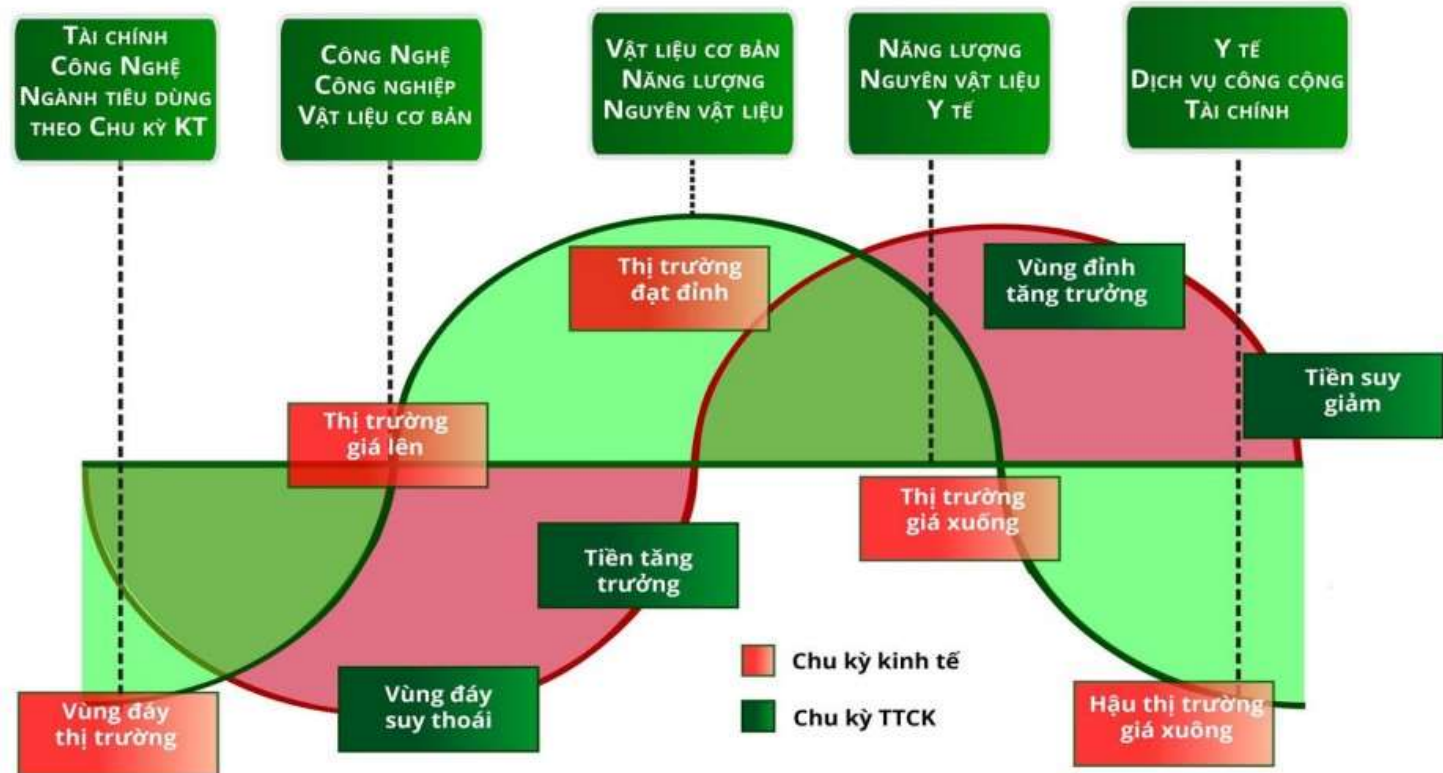 Tài chính
Công Nghệ
Ngành tiêu dùng
theo Chu kỳ KT
Công Nghệ
Công nghiệp
Vật liệu cơ bản
Vật liệu cơ bản
Năng lượng
Nguyên vật liệu
Năng lượng
Nguyên vật liệu
Y tế
Y tế
Dịch vụ công cộng
Tài chính
Thị trường
đạt đỉnh
Vùng đỉnh
tăng trưởng
Tiền suy
giảm
Thị trường
giá lên
Thị trường
giá xuống
Tiền tăng
trưởng
Chu kỳ kinh tế
Chu kỳ TTCK
Vùng đáy
suy thoái
Vùng đáy
thị trường
Hậu thị trường
giá xuông